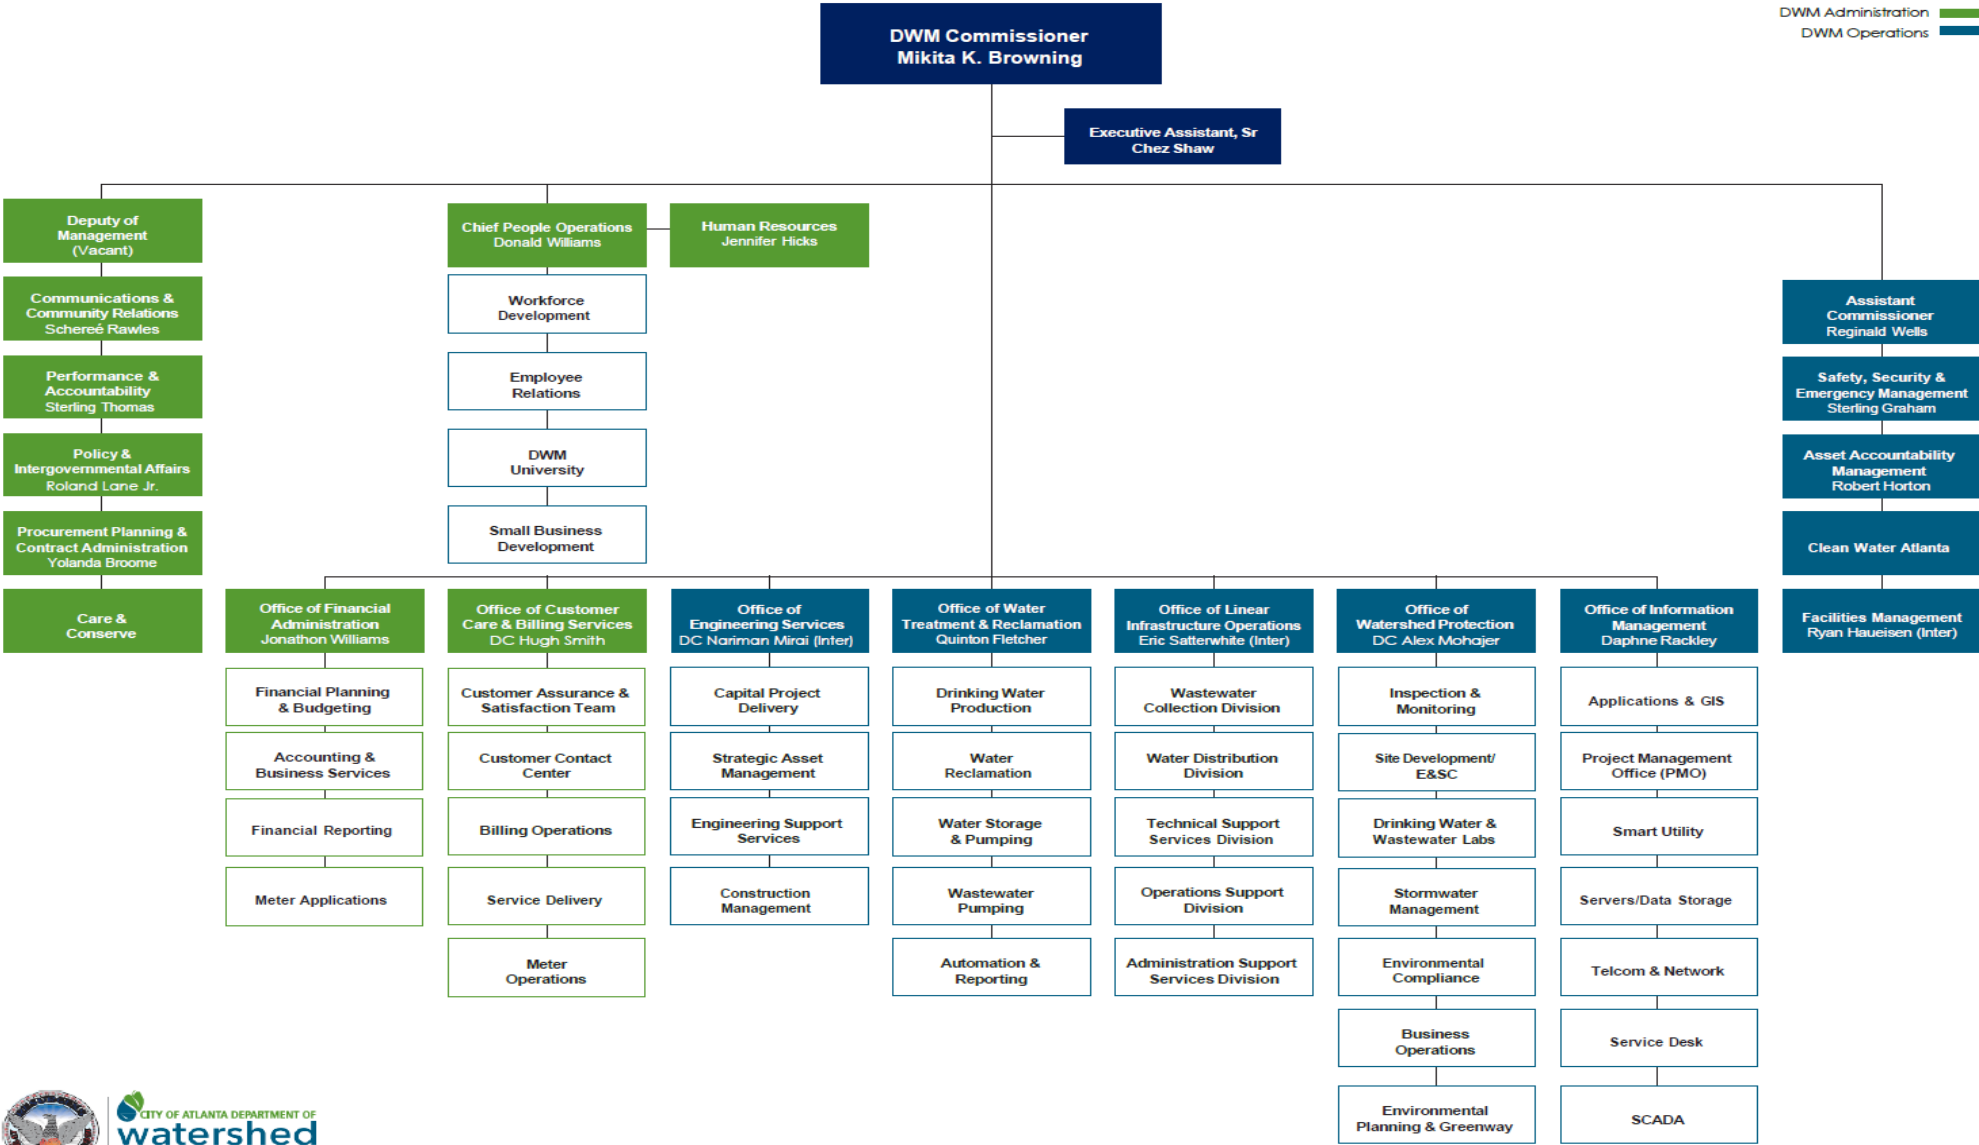 DWM Administration
DWM Operations
DWM Commissioner
Mikita K. Browning
Executive Assistant, Sr
Chez Shaw
Deputy of
Management
(Vacant)
Communications &
Community Relations
Schereé Rawles
Performance &
Accountability
Sterling Thomas
Policy &
Intergovernmental Affairs
Roland Lane Jr.
Procurement Planning &
Contract Administration
Yolanda Broome
Care &
Conserve
Chief People Operations
Donald Williams
Human Resources
Jennifer Hicks
Workforce
Development
Employee
Relations
DWM
University
Small Business
Development
Assistant
Commissioner
Reginald Wells
Safety, Security &
Emergency Management
Sterling Graham
Asset Accountability
Management
Robert Horton
Clean Water Atlanta
Facilities Management
Ryan Haueisen (Inter)
Office of Financial
Administration
Jonathon Williams
Financial Planning
& Budgeting
Accounting &
Business Services
Financial Reporting
Meter Applications
Office of Customer
Care & Billing Services
DC Hugh Smith
Customer Assurance &
Satisfaction Team
Customer Contact
Center
Billing Operations
Service Delivery
Meter
Operations
Office of
Engineering Services
DC Nariman Mirai (Inter)
Capital Project
Delivery
Strategic Asset
Management
Engineering Support
Services
Construction
Management
Office of Water
Treatment & Reclamation
Quinton Fletcher
Drinking Water
Production
Water
Reclamation
Water Storage
& Pumping
Wastewater
Pumping
Automation &
Reporting
Office of Linear
Infrastructure Operations
Eric Satterwhite (Inter)
Wastewater
Collection Division
Water Distribution
Division
Technical Support
Services Division
Operations Support
Division
Administration Support
Services Division
Office of
Watershed Protection
DC Alex Mohajer
Inspection &
Monitoring
Site Development/
E&SC
Drinking Water &
Wastewater Labs
Stormwater
Management
Environmental
Compliance
Business
Operations
Environmental
Planning & Greenway
Office of Information
Management
Daphne Rackley
Applications & GIS
Project Management
Office (PMO)
Smart Utility
Servers/Data Storage
Telcom & Network
Service Desk
SCADA
CITY OF ATLANTA DEPARTMENT OF
watershed